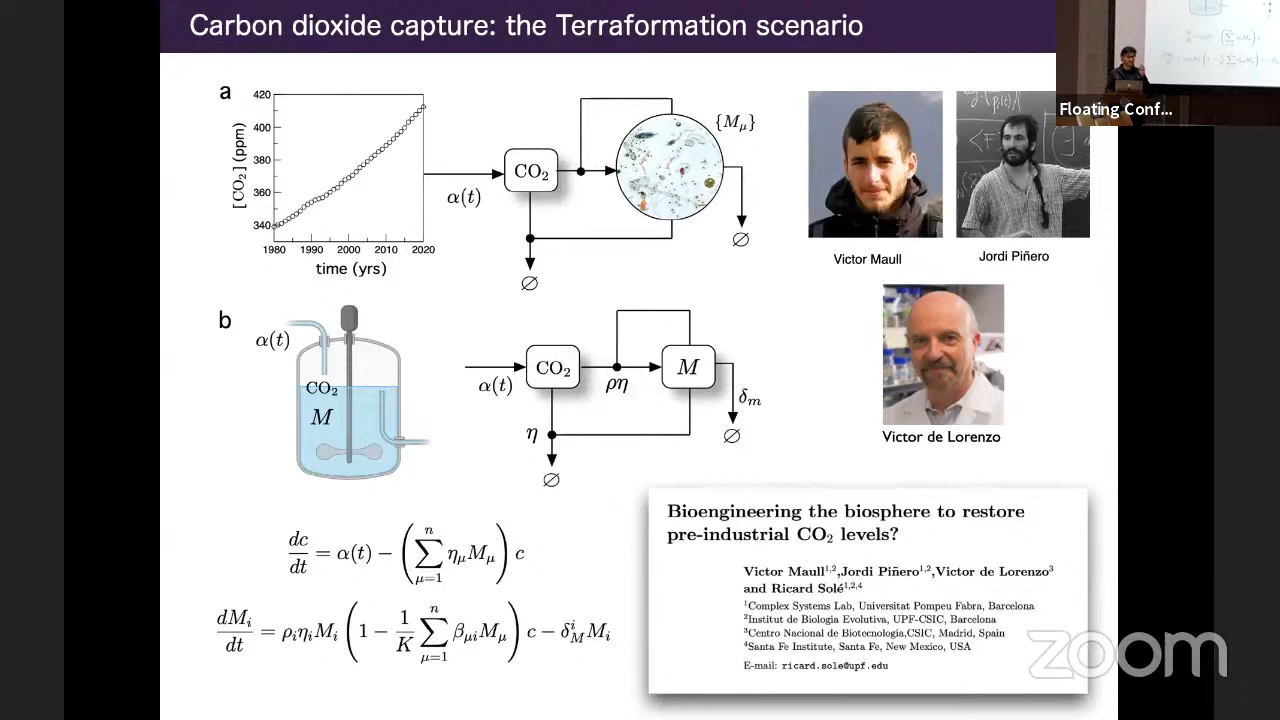 Carbon dioxide capture: the Terraformation scenario
Floating Conf...
a
420
400
380
360
340
[CO₂] (ppm)
1980 1990 2000 2010 2020
time (yrs)
α(t)
CO₂
{M_μ}
∅
∅
Victor Maull
Jordi Piñero
b
α(t)
CO₂
M
α(t)
CO₂
ρη
M
δ_m
η
∅
∅
Victor de Lorenzo
dc/dt = α(t) − (∑_{μ=1}^{n} η_μ M_μ) c
dM_i/dt = ρ_i η_i M_i (1 − 1/K ∑_{μ=1}^{n} β_{μi} M_μ) c − δ_M^i M_i
Bioengineering the biosphere to restore
pre-industrial CO₂ levels?
Victor Maull¹,²,Jordi Piñero¹,²,Victor de Lorenzo³
and Ricard Solé¹,²,⁴
¹Complex Systems Lab, Universitat Pompeu Fabra, Barcelona
²Institut de Biologia Evolutiva, UPF-CSIC, Barcelona
³Centro Nacional de Biotecnologia,CSIC, Madrid, Spain
⁴Santa Fe Institute, Santa Fe, New Mexico, USA
E-mail: ricard.sole@upf.edu
zoom